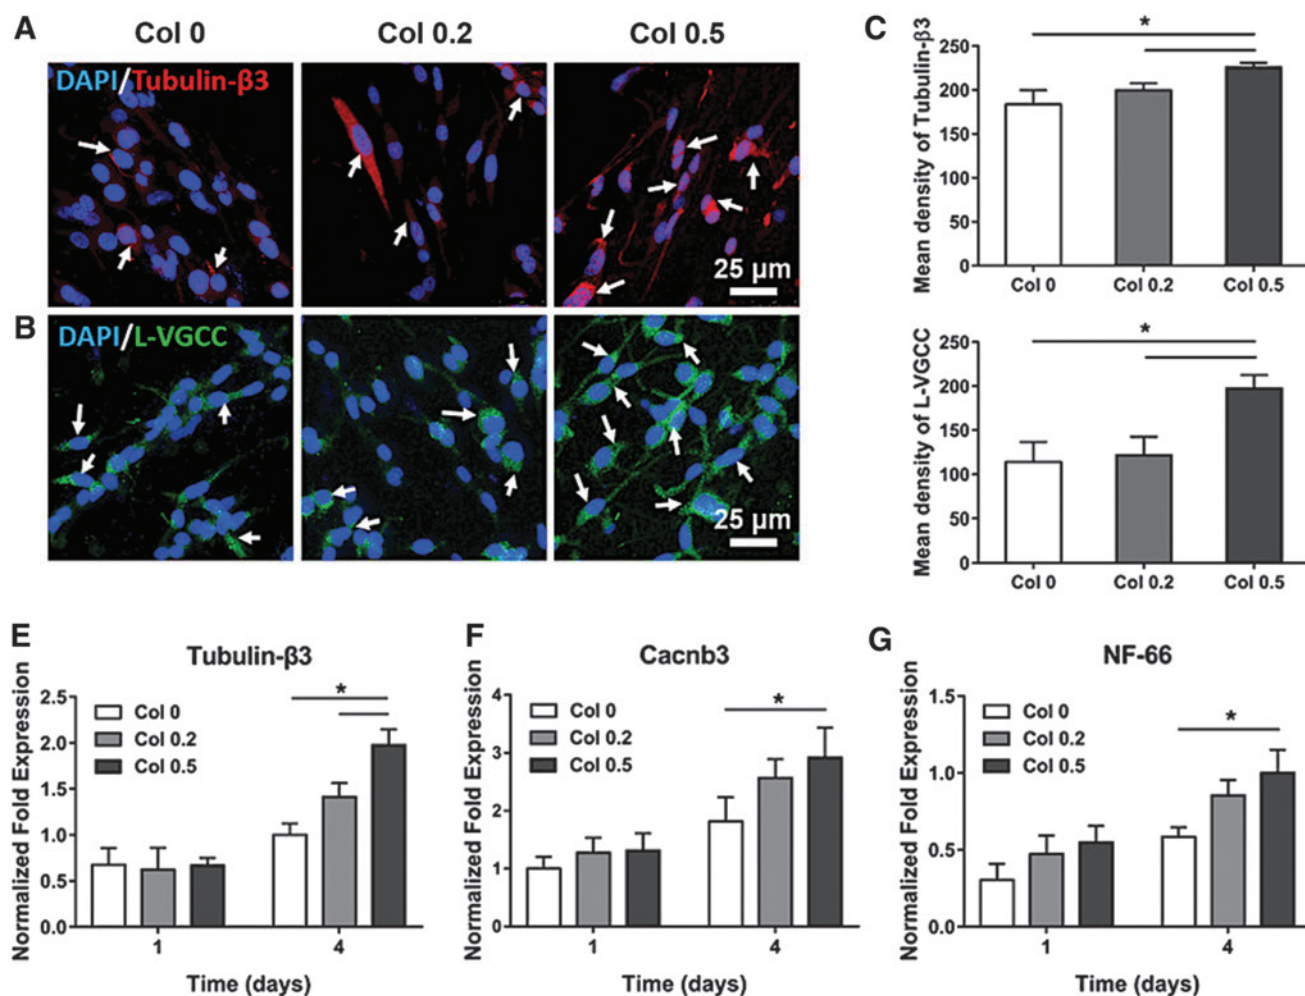 A
Col 0
Col 0.2
Col 0.5
DAPI/Tubulin-β3
25 µm
B
DAPI/L-VGCC
25 µm
C
Mean density of Tubulin-β3
250
200
150
100
50
0
Col 0
Col 0.2
Col 0.5
*
Mean density of L-VGCC
250
200
150
100
50
0
Col 0
Col 0.2
Col 0.5
*
E
Tubulin-β3
Normalized Fold Expression
2.5
2.0
1.5
1.0
0.5
0.0
Col 0
Col 0.2
Col 0.5
*
1
4
Time (days)
F
Cacnb3
Normalized Fold Expression
4
3
2
1
0
Col 0
Col 0.2
Col 0.5
*
1
4
Time (days)
G
NF-66
Normalized Fold Expression
1.5
1.0
0.5
0.0
Col 0
Col 0.2
Col 0.5
*
1
4
Time (days)